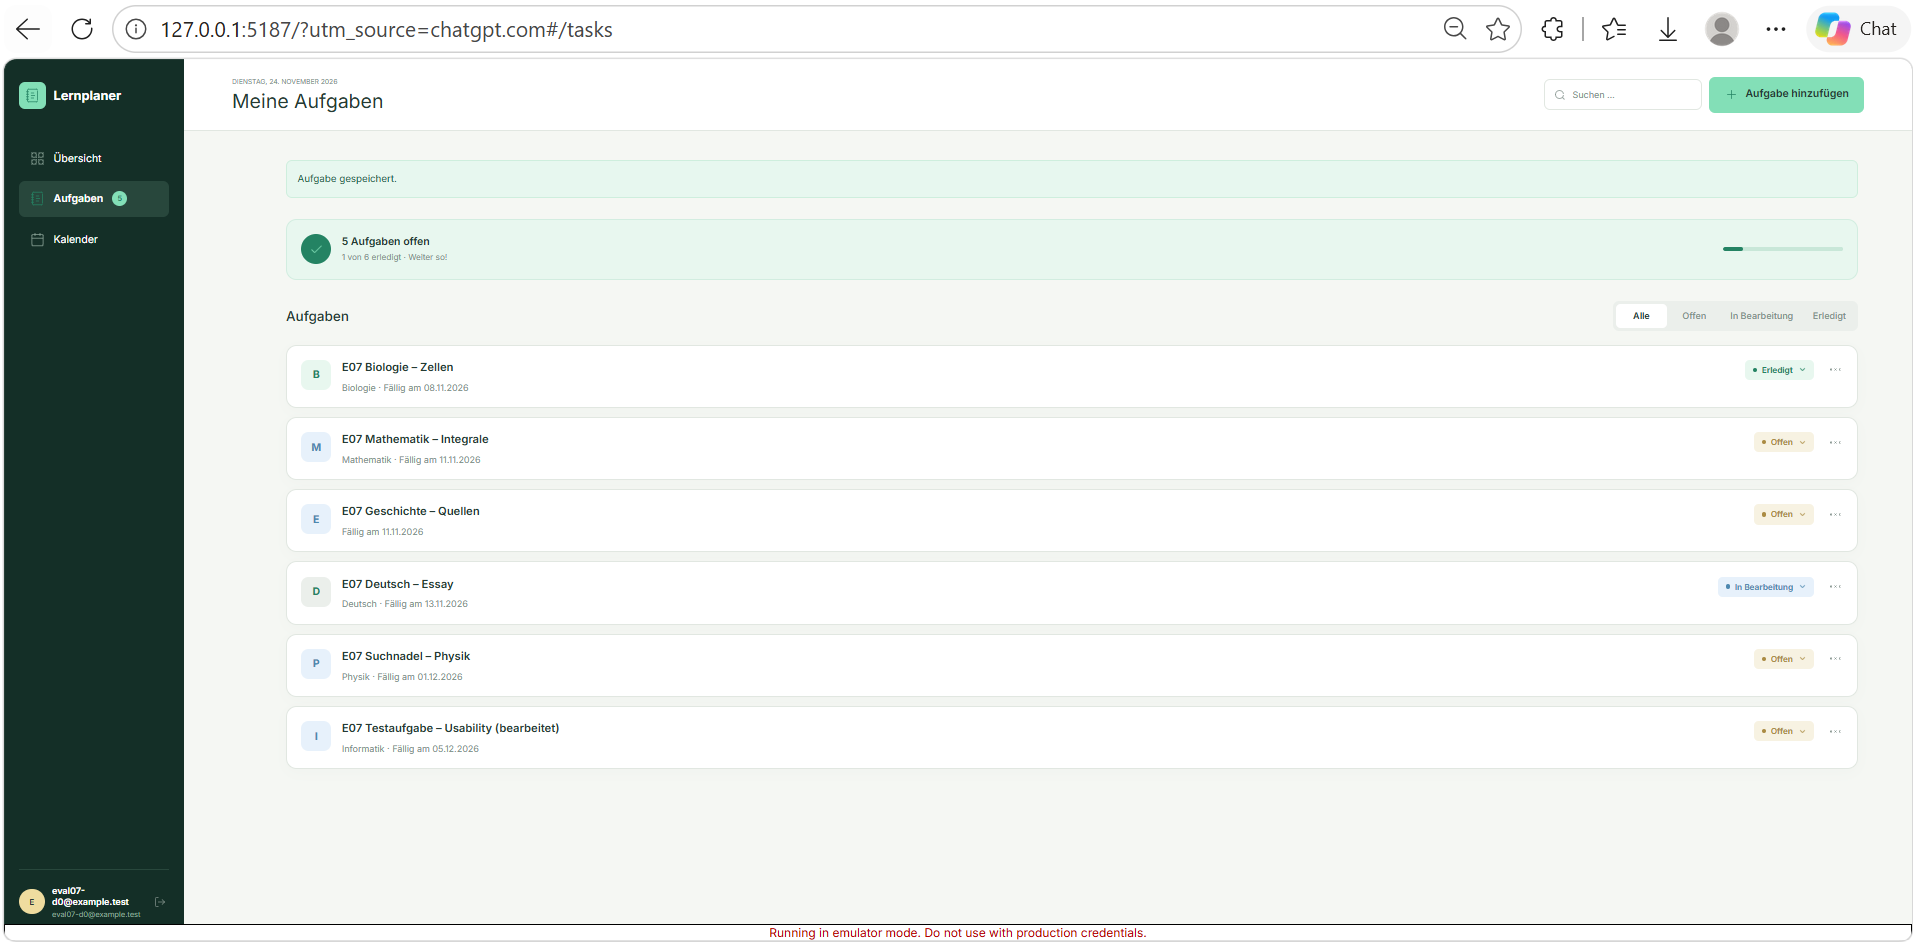 127.0.0.1:5187/?utm_source=chatgpt.com#/tasks
Chat
Lernplaner
Übersicht
Aufgaben 5
Kalender
DIENSTAG, 24. NOVEMBER 2026
Meine Aufgaben
Suchen ...
+ Aufgabe hinzufügen
Aufgabe gespeichert.
5 Aufgaben offen
1 von 6 erledigt · Weiter so!
Aufgaben
Alle Offen In Bearbeitung Erledigt
B
E07 Biologie – Zellen
Biologie · Fällig am 08.11.2026
Erledigt
M
E07 Mathematik – Integrale
Mathematik · Fällig am 11.11.2026
Offen
E
E07 Geschichte – Quellen
Fällig am 11.11.2026
Offen
D
E07 Deutsch – Essay
Deutsch · Fällig am 13.11.2026
In Bearbeitung
P
E07 Suchnadel – Physik
Physik · Fällig am 01.12.2026
Offen
I
E07 Testaufgabe – Usability (bearbeitet)
Informatik · Fällig am 05.12.2026
Offen
E
eval07-
d0@example.test
eval07-d0@example.test
Running in emulator mode. Do not use with production credentials.